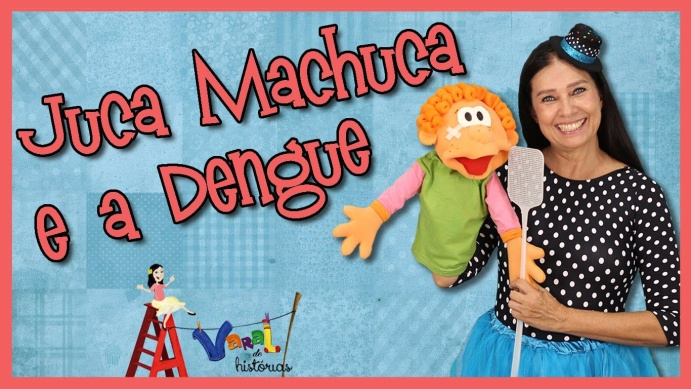 Juca Machuca
e a Dengue
Varal
de
histórias